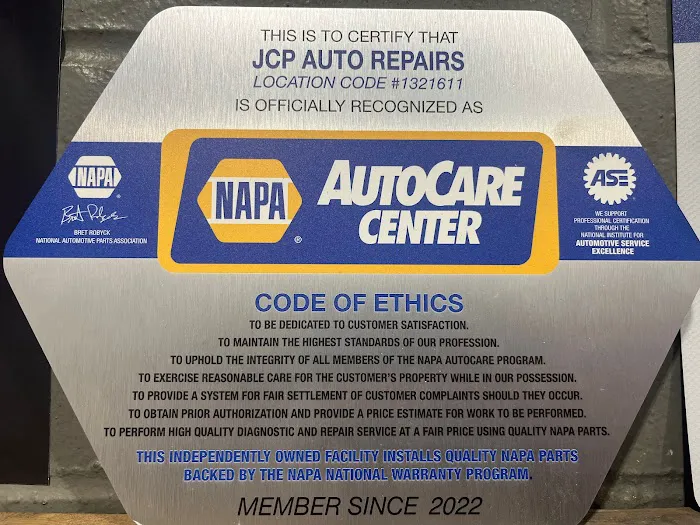 THIS IS TO CERTIFY THAT
JCP AUTO REPAIRS
LOCATION CODE #1321611
IS OFFICIALLY RECOGNIZED AS
NAPA
NAPA ®
AUTOCARE
CENTER
ASE
Bret Robyck
BRET ROBYCK
NATIONAL AUTOMOTIVE PARTS ASSOCIATION
WE SUPPORT
PROFESSIONAL CERTIFICATION
THROUGH THE
NATIONAL INSTITUTE FOR
AUTOMOTIVE SERVICE
EXCELLENCE
CODE OF ETHICS
TO BE DEDICATED TO CUSTOMER SATISFACTION.
TO MAINTAIN THE HIGHEST STANDARDS OF OUR PROFESSION.
TO UPHOLD THE INTEGRITY OF ALL MEMBERS OF THE NAPA AUTOCARE PROGRAM.
TO EXERCISE REASONABLE CARE FOR THE CUSTOMER'S PROPERTY WHILE IN OUR POSSESSION.
TO PROVIDE A SYSTEM FOR FAIR SETTLEMENT OF CUSTOMER COMPLAINTS SHOULD THEY OCCUR.
TO OBTAIN PRIOR AUTHORIZATION AND PROVIDE A PRICE ESTIMATE FOR WORK TO BE PERFORMED.
TO PERFORM HIGH QUALITY DIAGNOSTIC AND REPAIR SERVICE AT A FAIR PRICE USING QUALITY NAPA PARTS.
THIS INDEPENDENTLY OWNED FACILITY INSTALLS QUALITY NAPA PARTS
BACKED BY THE NAPA NATIONAL WARRANTY PROGRAM.
MEMBER SINCE 2022